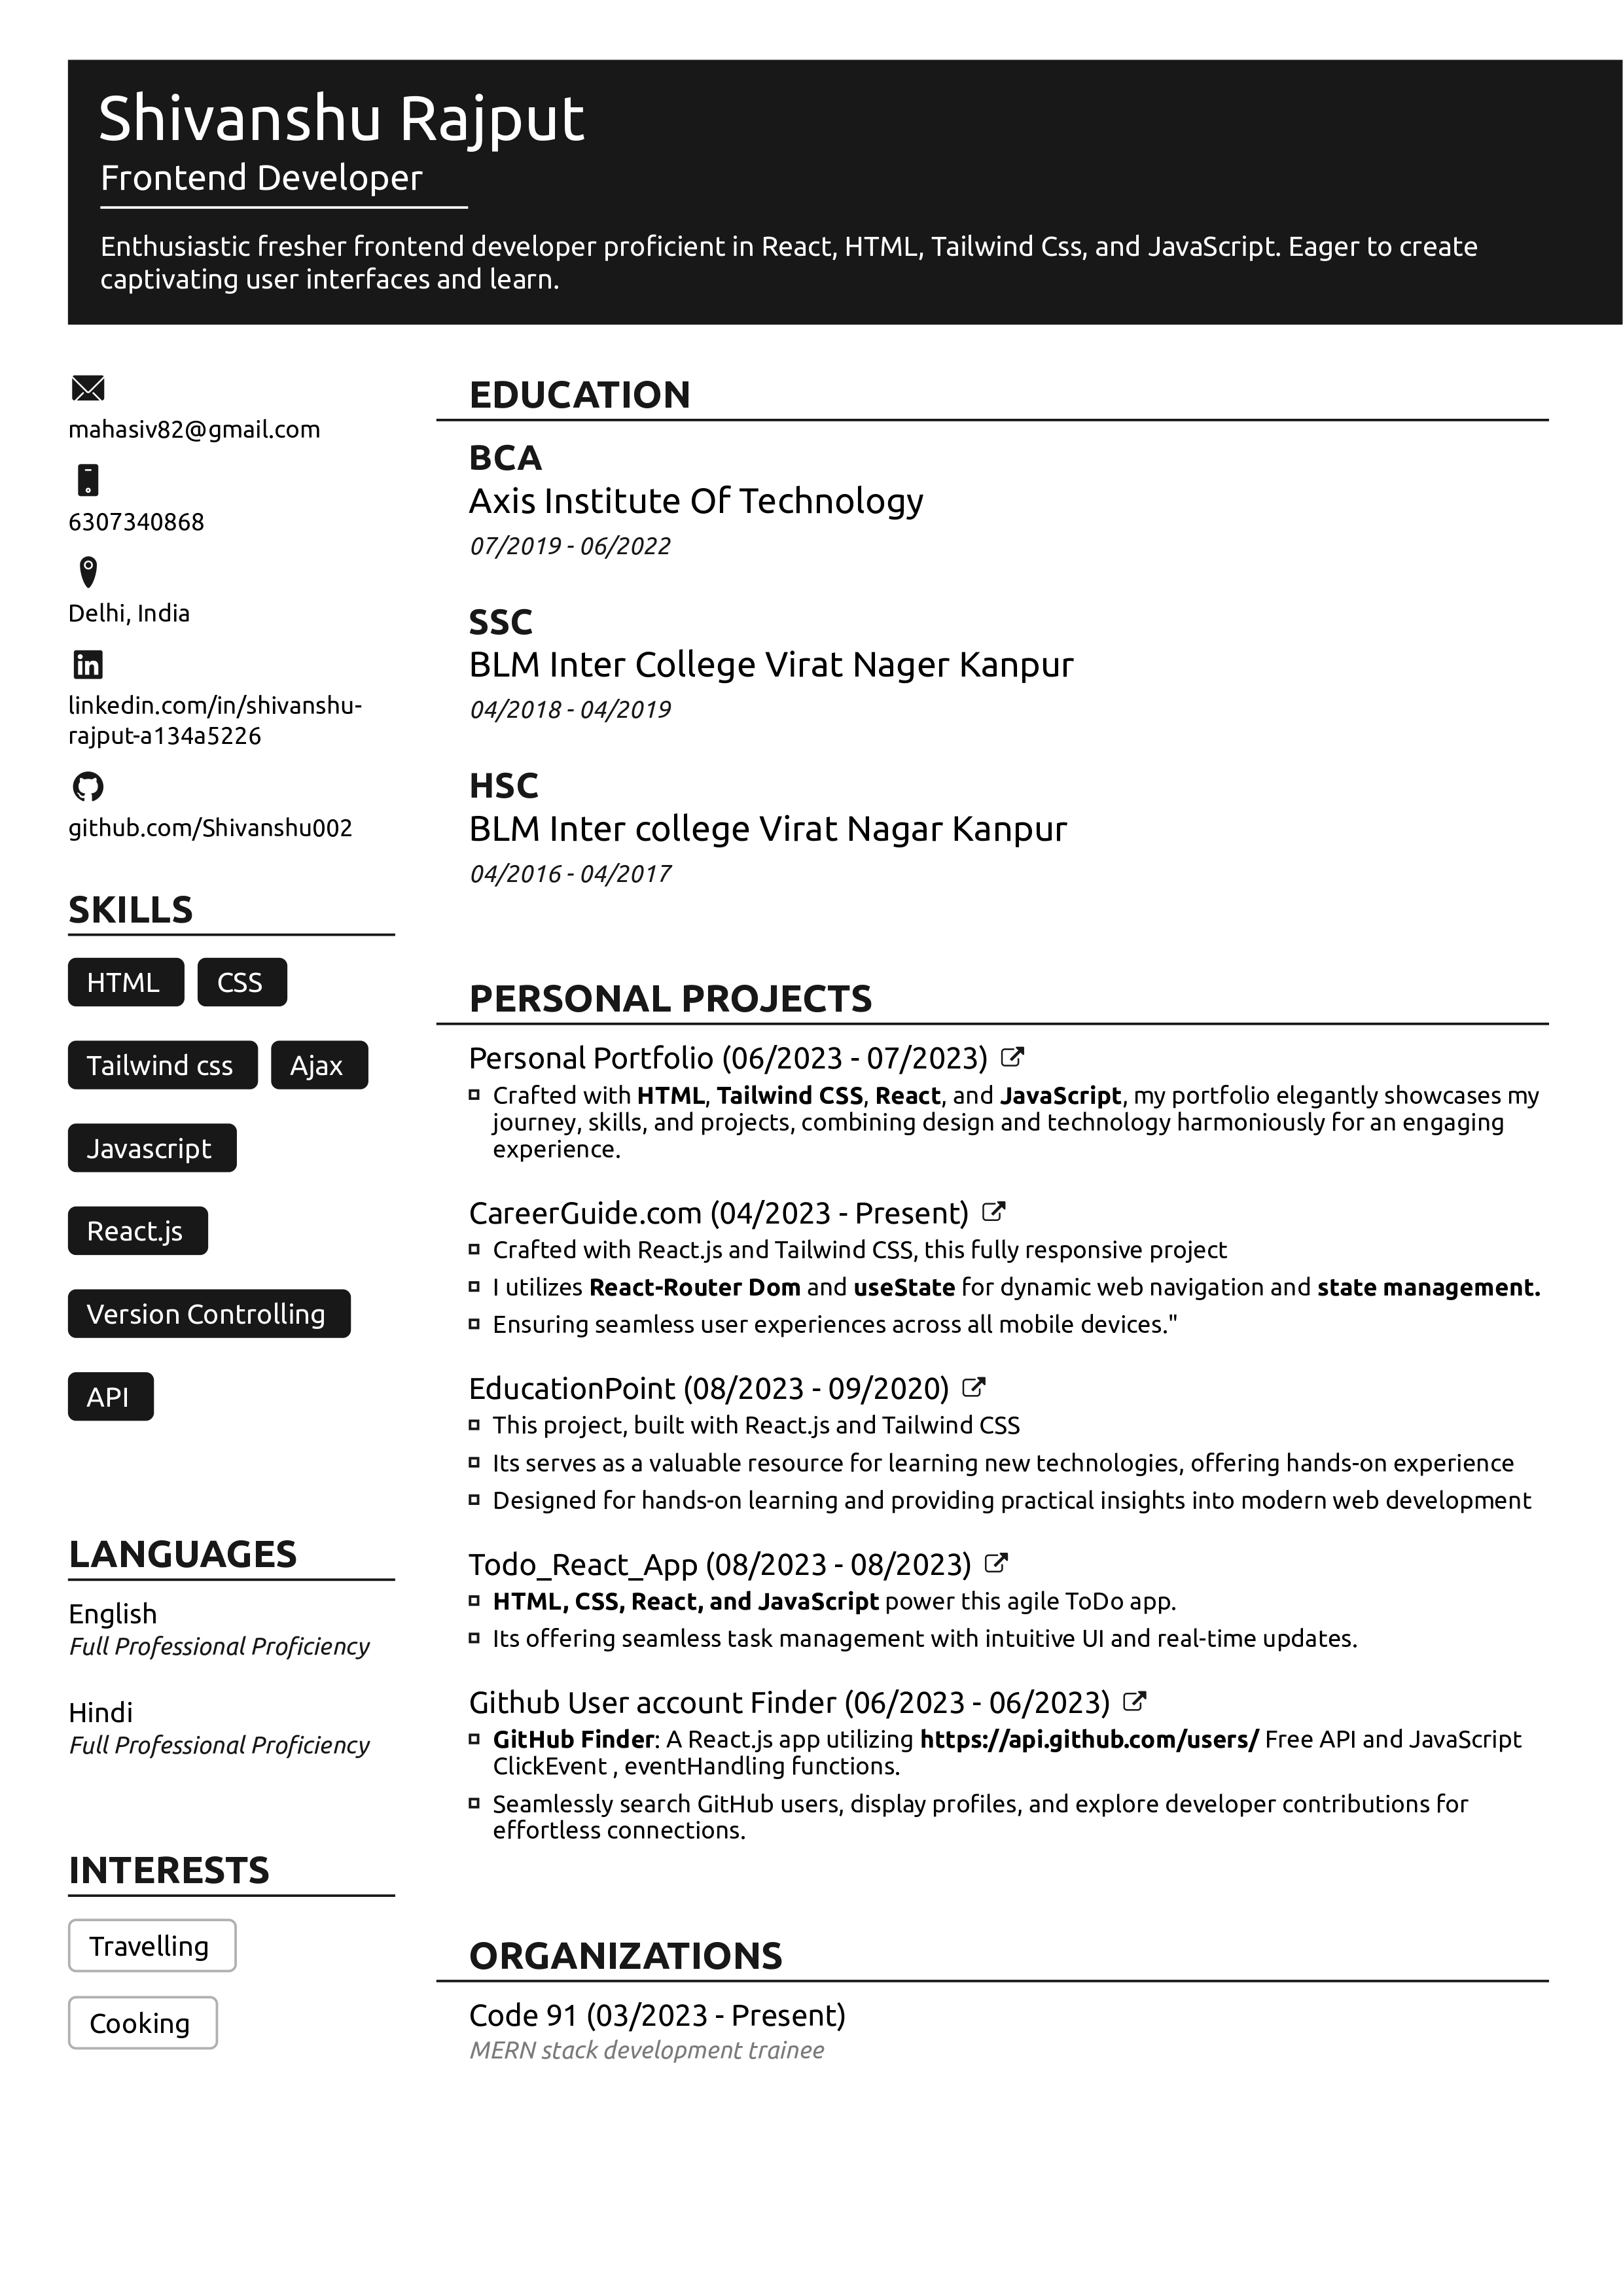 Shivanshu Rajput
Frontend Developer
Enthusiastic fresher frontend developer proficient in React, HTML, Tailwind Css, and JavaScript. Eager to create
captivating user interfaces and learn.
mahasiv82@gmail.com
6307340868
Delhi, India
linkedin.com/in/shivanshu-
rajput-a134a5226
github.com/Shivanshu002
SKILLS
HTML CSS
Tailwind css Ajax
Javascript
React.js
Version Controlling
API
LANGUAGES
English
Full Professional Proficiency
Hindi
Full Professional Proficiency
INTERESTS
Travelling
Cooking
EDUCATION
BCA
Axis Institute Of Technology
07/2019 - 06/2022
SSC
BLM Inter College Virat Nager Kanpur
04/2018 - 04/2019
HSC
BLM Inter college Virat Nagar Kanpur
04/2016 - 04/2017
PERSONAL PROJECTS
Personal Portfolio (06/2023 - 07/2023)
Crafted with HTML, Tailwind CSS, React, and JavaScript, my portfolio elegantly showcases my
journey, skills, and projects, combining design and technology harmoniously for an engaging
experience.
CareerGuide.com (04/2023 - Present)
Crafted with React.js and Tailwind CSS, this fully responsive project
I utilizes React-Router Dom and useState for dynamic web navigation and state management.
Ensuring seamless user experiences across all mobile devices."
EducationPoint (08/2023 - 09/2020)
This project, built with React.js and Tailwind CSS
Its serves as a valuable resource for learning new technologies, offering hands-on experience
Designed for hands-on learning and providing practical insights into modern web development
Todo_React_App (08/2023 - 08/2023)
HTML, CSS, React, and JavaScript power this agile ToDo app.
Its offering seamless task management with intuitive UI and real-time updates.
Github User account Finder (06/2023 - 06/2023)
GitHub Finder: A React.js app utilizing https://api.github.com/users/ Free API and JavaScript
ClickEvent , eventHandling functions.
Seamlessly search GitHub users, display profiles, and explore developer contributions for
effortless connections.
ORGANIZATIONS
Code 91 (03/2023 - Present)
MERN stack development trainee